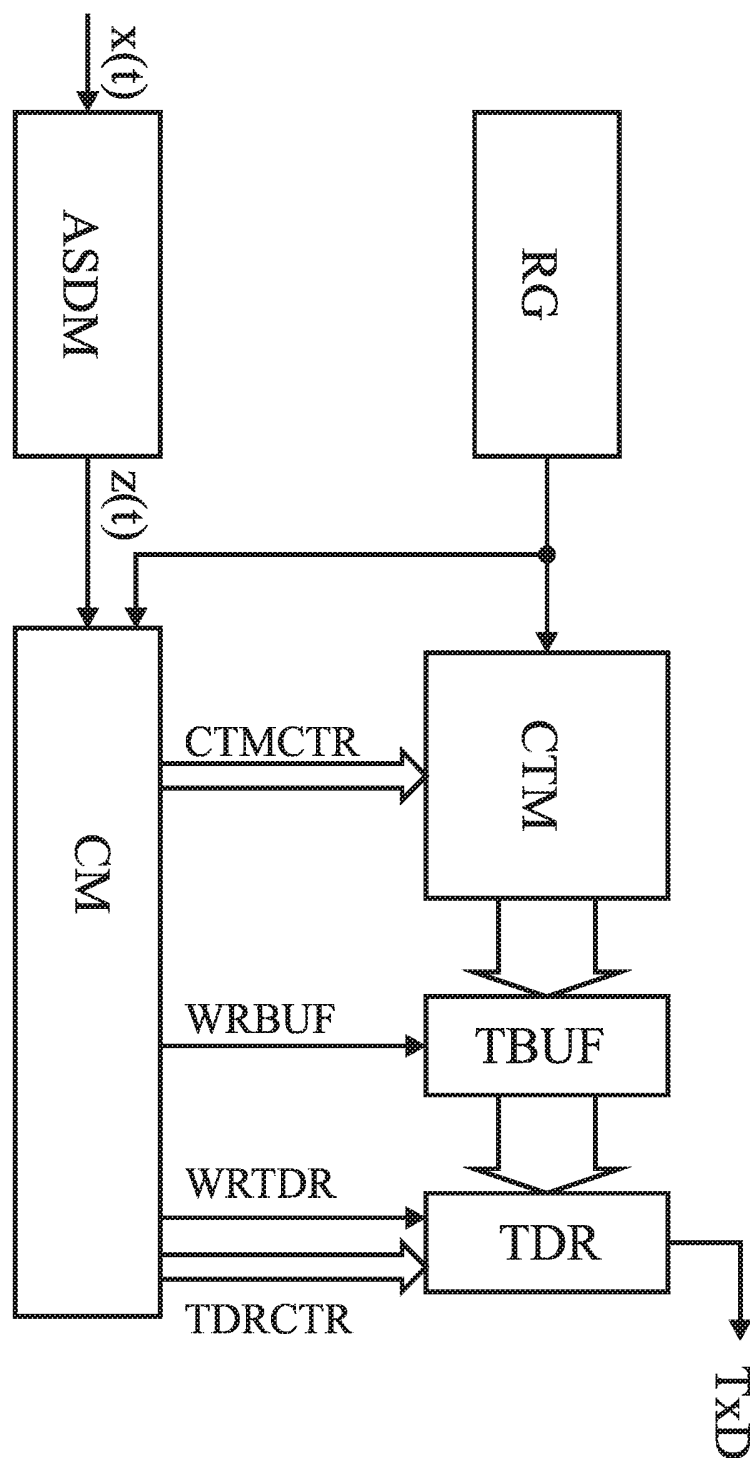 x(t)
ASDM
RG
z(t)
CTMCTR
CTM
CM
WRBUF
TBUF
WRTDR
TDR
TDRCTR
TxD